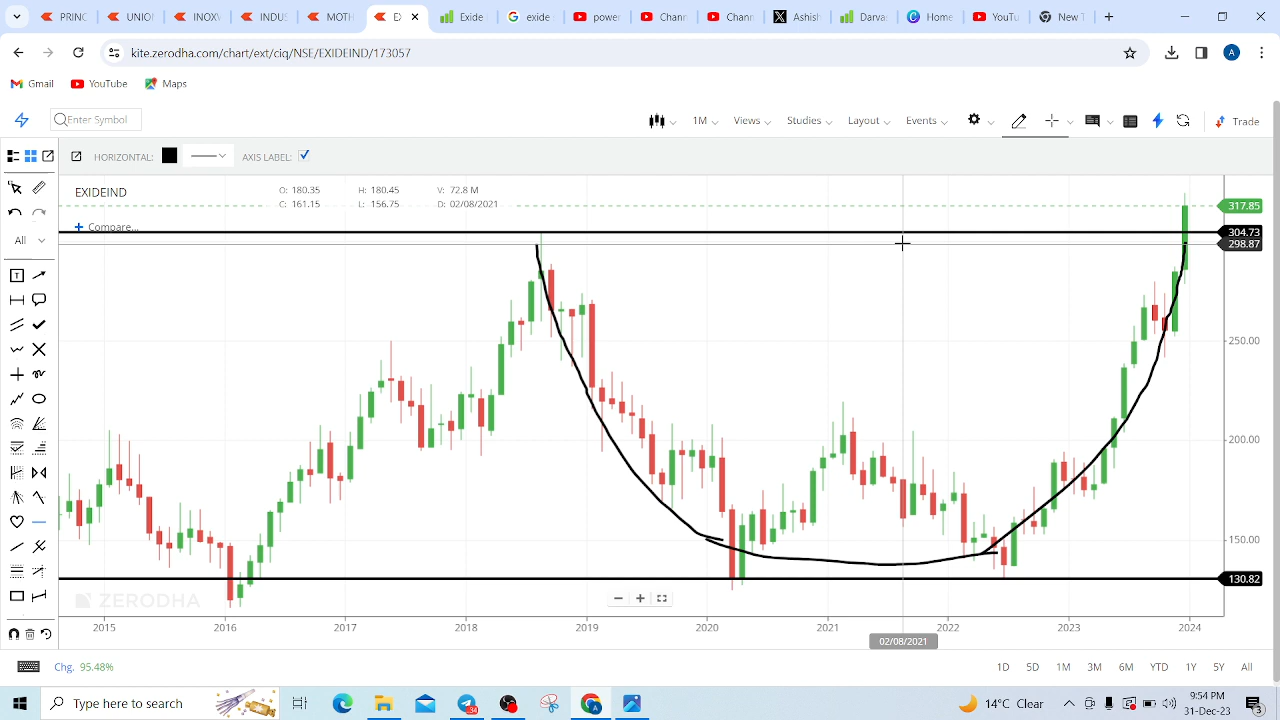 PRICE
UNIC
INOX
INDU
MOTH
E
Exide
exide
power
Chann
Chann
Ashish
Darva
Home
YouTu
New T
kite.zerodha.com/chart/ext/ciq/NSE/EXIDEIND/173057
A
Gmail
YouTube
Maps
Enter Symbol
1M
Views
Studies
Layout
Events
Trade
HORIZONTAL:
AXIS LABEL:
EXIDEIND
O: 180.35
H: 180.45
V: 72.8 M
C: 161.15
L: 156.75
D: 02/08/2021
Compare...
All
T
317.85
304.73
298.87
250.00
200.00
150.00
130.82
ZERODHA
2015
2016
2017
2018
2019
2020
2021
2022
2023
2024
02/08/2021
Chg. 95.48%
1D
5D
1M
3M
6M
YTD
1Y
5Y
All
Type here to search
14°C Clear
9:54 PM
31-Dec-23